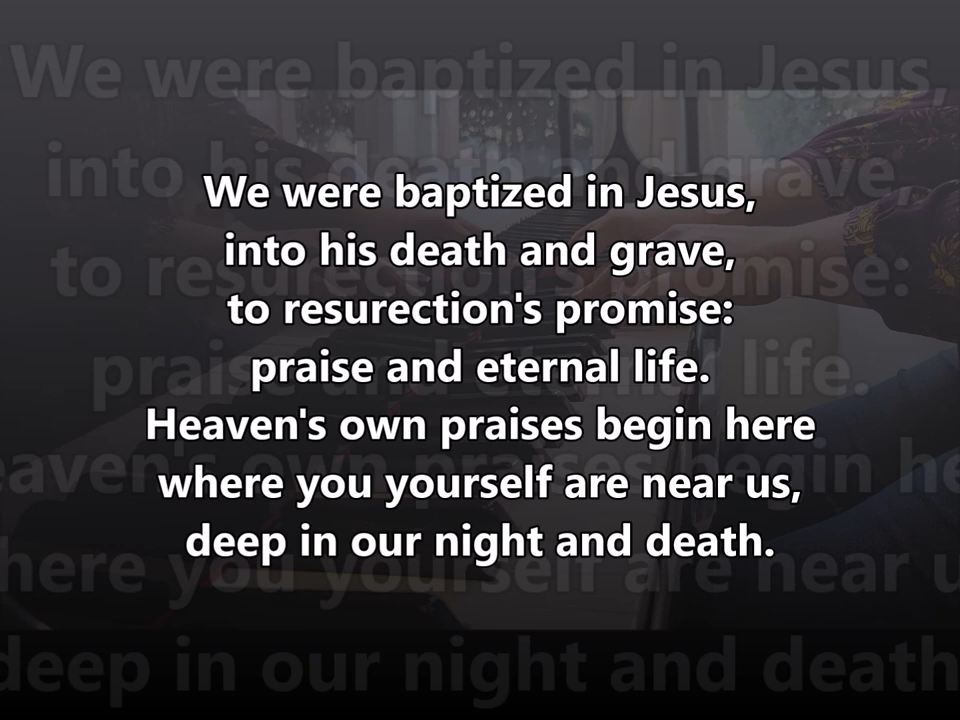 We were baptized in Jesus,
into his death and grave,
to resurection's promise:
praise and eternal life.
Heaven's own praises begin here
where you yourself are near us,
deep in our night and death.